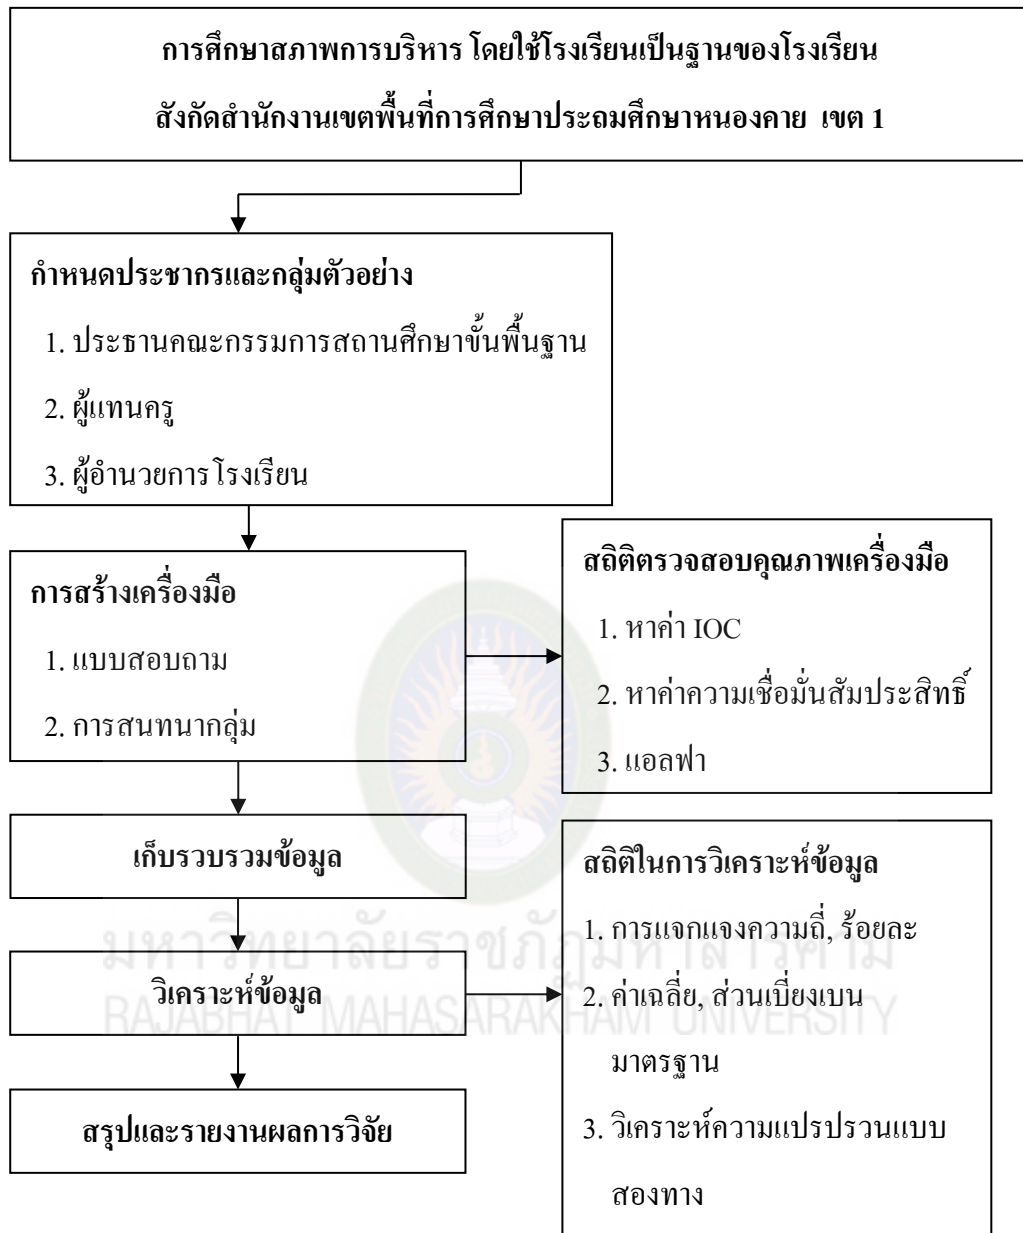 การศึกษาสภาพการบริหาร โดยใช้โรงเรียนเป็นฐานของโรงเรียน
สังกัดสำนักงานเขตพื้นที่การศึกษาประถมศึกษาหนองคาย เขต 1
กำหนดประชากรและกลุ่มตัวอย่าง
1. ประธานคณะกรรมการสถานศึกษาขั้นพื้นฐาน
2. ผู้แทนครู
3. ผู้อำนวยการโรงเรียน
การสร้างเครื่องมือ
1. แบบสอบถาม
2. การสนทนากลุ่ม
สถิติตรวจสอบคุณภาพเครื่องมือ
1. หาค่า IOC
2. หาค่าความเชื่อมั่นสัมประสิทธิ์
3. แอลฟา
เก็บรวบรวมข้อมูล
วิเคราะห์ข้อมูล
สถิติในการวิเคราะห์ข้อมูล
1. การแจกแจงความถี่, ร้อยละ
2. ค่าเฉลี่ย, ส่วนเบี่ยงเบน
มาตรฐาน
3. วิเคราะห์ความแปรปรวนแบบ
สองทาง
สรุปและรายงานผลการวิจัย
มหาวิทยาลัยราชภัฏมหาสารคาม
RAJABHAT MAHASARAKHAM UNIVERSITY